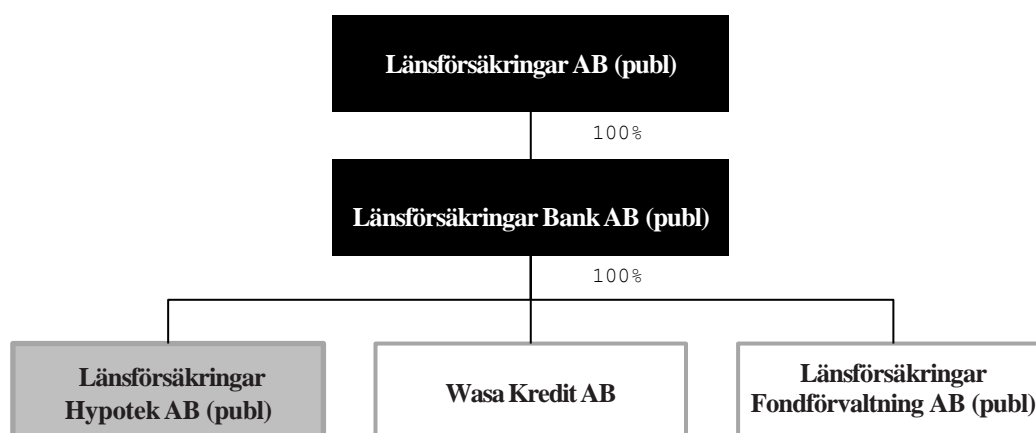 Länsförsäkringar AB (publ)
100%
Länsförsäkringar Bank AB (publ)
100%
Länsförsäkringar
Hypotek AB (publ)
Wasa Kredit AB
Länsförsäkringar
Fondförvaltning AB (publ)